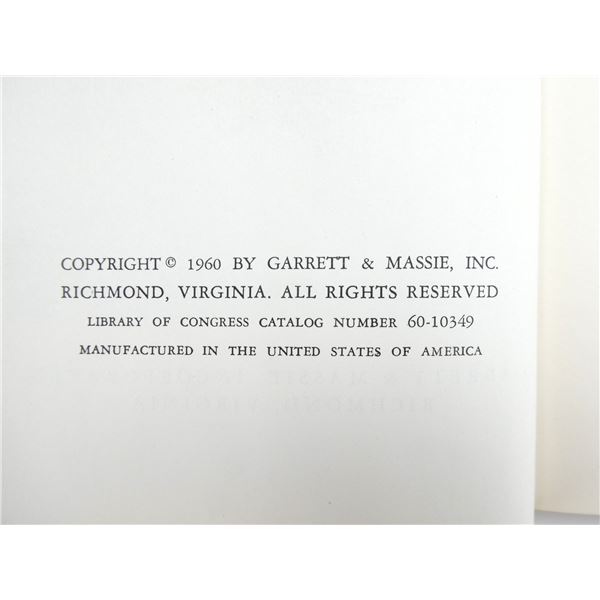 COPYRIGHT © 1960 BY GARRETT & MASSIE, INC.
RICHMOND, VIRGINIA. ALL RIGHTS RESERVED
LIBRARY OF CONGRESS CATALOG NUMBER 60-10349
MANUFACTURED IN THE UNITED STATES OF AMERICA